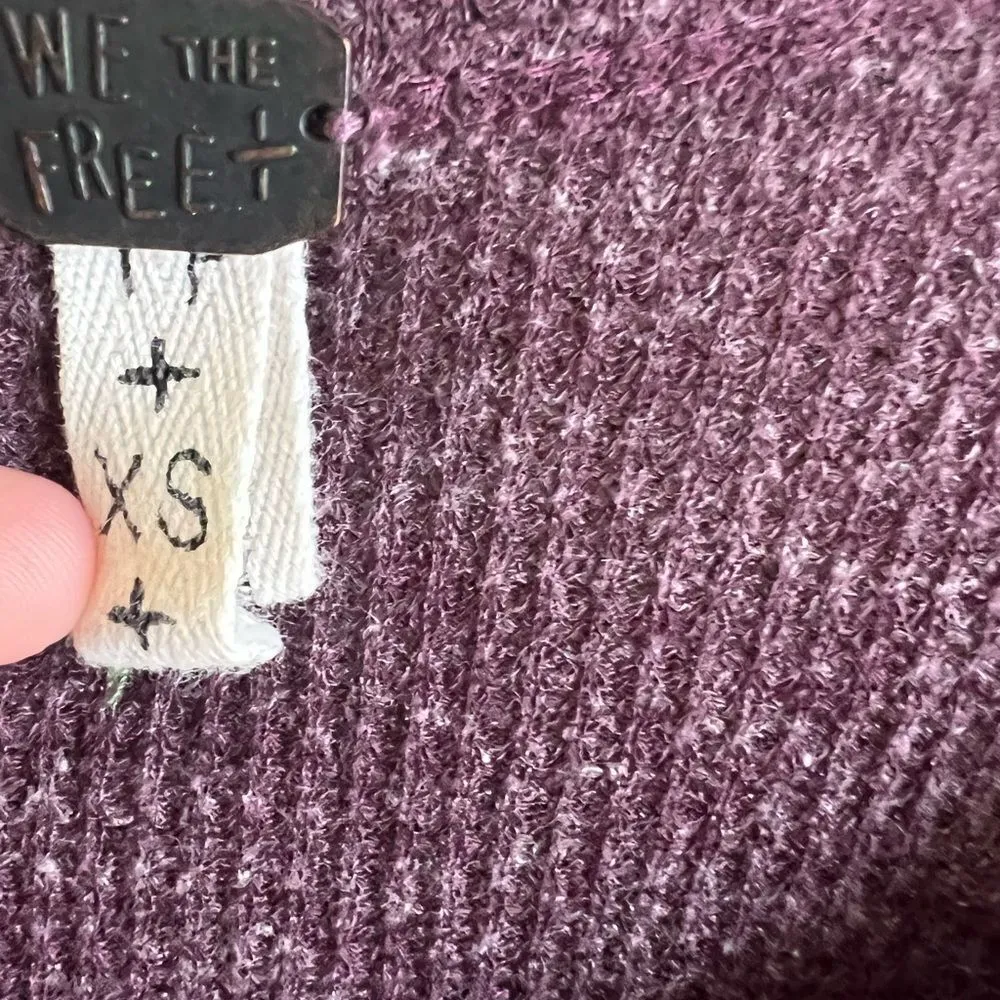 WE THE
FREE+
+
XS
+